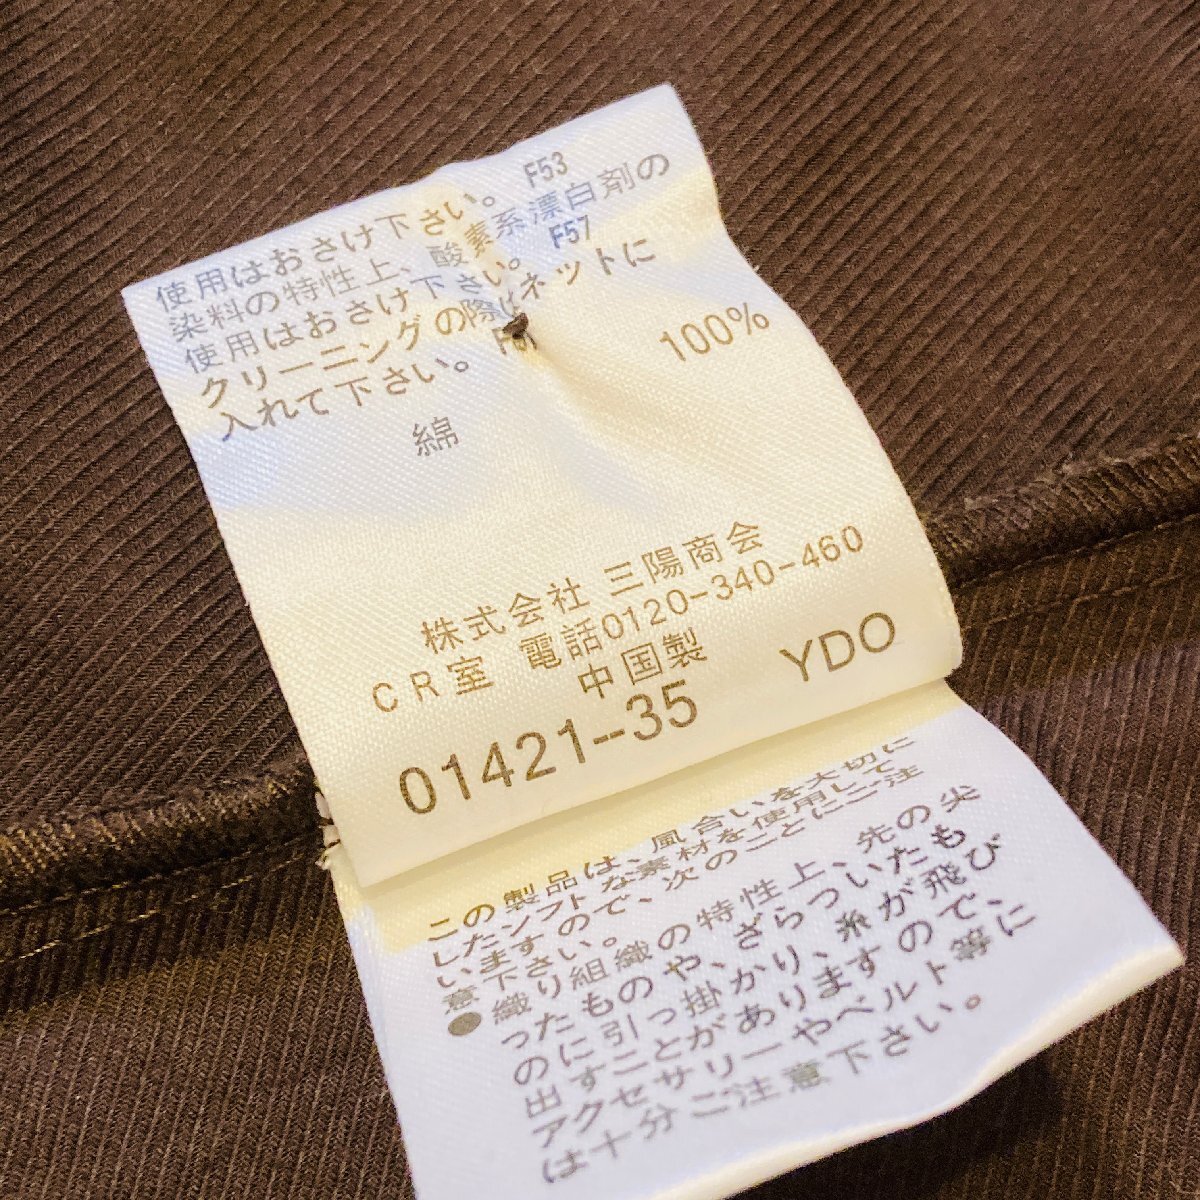 使用はおさけ下さい。 F53
染料の特性上、酸素系漂白剤の
使用はおさけ下さい。 F57
クリーニングの際はネットに
入れて下さい。
綿 100%
株式会社 三陽商会
CR室 電話0120-340-460
中国製
01421--35 YDO
この製品は、風合いを大切に
したソフトな素材を使用して
いますので、次のことにご注
意下さい。
●織り組織の特性上、先の尖
ったものや、ざらついたも
のに引っ掛かり、糸が飛び
出すことがありますので、
アクセサリーやベルト等に
は十分ご注意下さい。